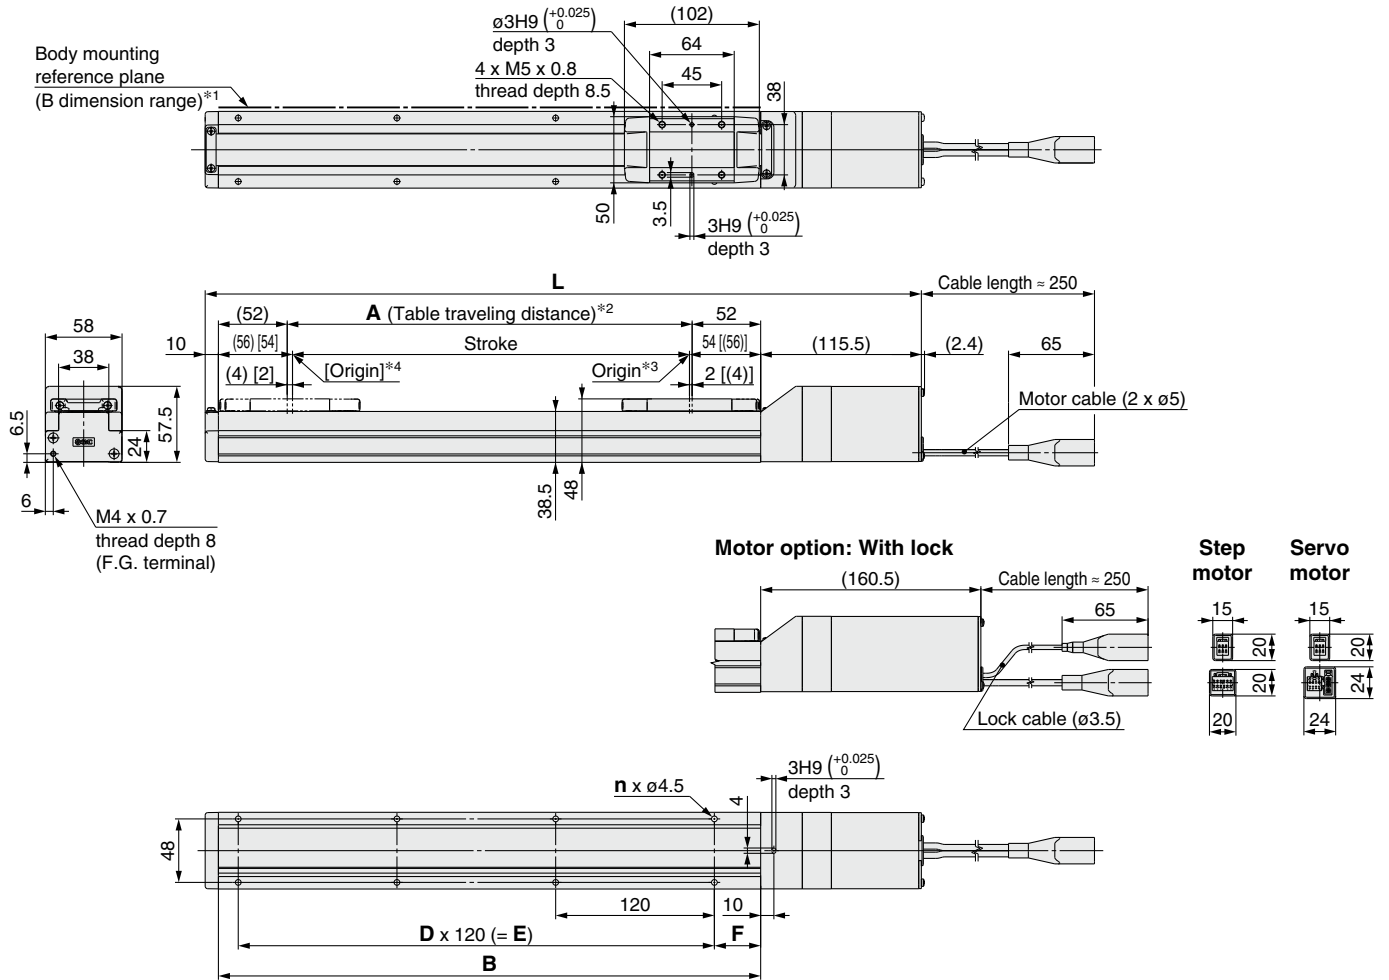 ø3H9 (+0.025 0)
depth 3
(102)
64
45
38
Body mounting
reference plane
(B dimension range)*1
4 x M5 x 0.8
thread depth 8.5
50
3.5
3H9 (+0.025 0)
depth 3
L
Cable length ≈ 250
(52)
A (Table traveling distance)*2
52
10
(56) [54]
Stroke
54 [(56)]
(115.5)
(2.4)
65
(4) [2]
[Origin]*4
Origin*3
2 [(4)]
58
38
6.5
24
57.5
6
SMC
M4 x 0.7
thread depth 8
(F.G. terminal)
38.5
48
Motor cable (2 x ø5)
Motor option: With lock
(160.5)
Cable length ≈ 250
65
Lock cable (ø3.5)
Step
motor
15
20
20
20
Servo
motor
15
20
24
24
n x ø4.5
3H9 (+0.025 0)
depth 3
4
48
120
10
D x 120 (= E)
F
B